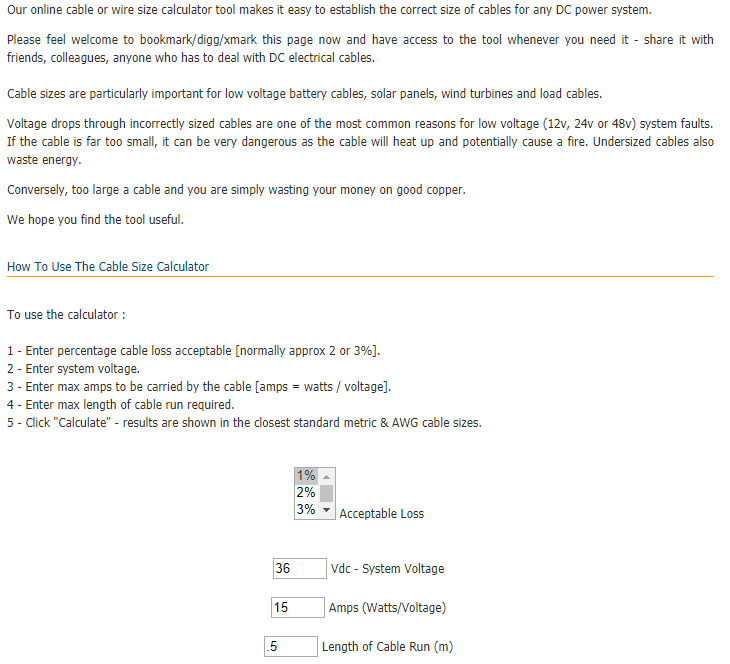 Our online cable or wire size calculator tool makes it easy to establish the correct size of cables for any DC power system.
Please feel welcome to bookmark/digg/xmark this page now and have access to the tool whenever you need it - share it with
friends, colleagues, anyone who has to deal with DC electrical cables.
Cable sizes are particularly important for low voltage battery cables, solar panels, wind turbines and load cables.
Voltage drops through incorrectly sized cables are one of the most common reasons for low voltage (12v, 24v or 48v) system faults.
If the cable is far too small, it can be very dangerous as the cable will heat up and potentially cause a fire. Undersized cables also
waste energy.
Conversely, too large a cable and you are simply wasting your money on good copper.
We hope you find the tool useful.
How To Use The Cable Size Calculator
To use the calculator :
1 - Enter percentage cable loss acceptable [normally approx 2 or 3%].
2 - Enter system voltage.
3 - Enter max amps to be carried by the cable [amps = watts / voltage].
4 - Enter max length of cable run required.
5 - Click "Calculate" - results are shown in the closest standard metric & AWG cable sizes.
1%
2%
3% Acceptable Loss
36 Vdc - System Voltage
15 Amps (Watts/Voltage)
.5 Length of Cable Run (m)